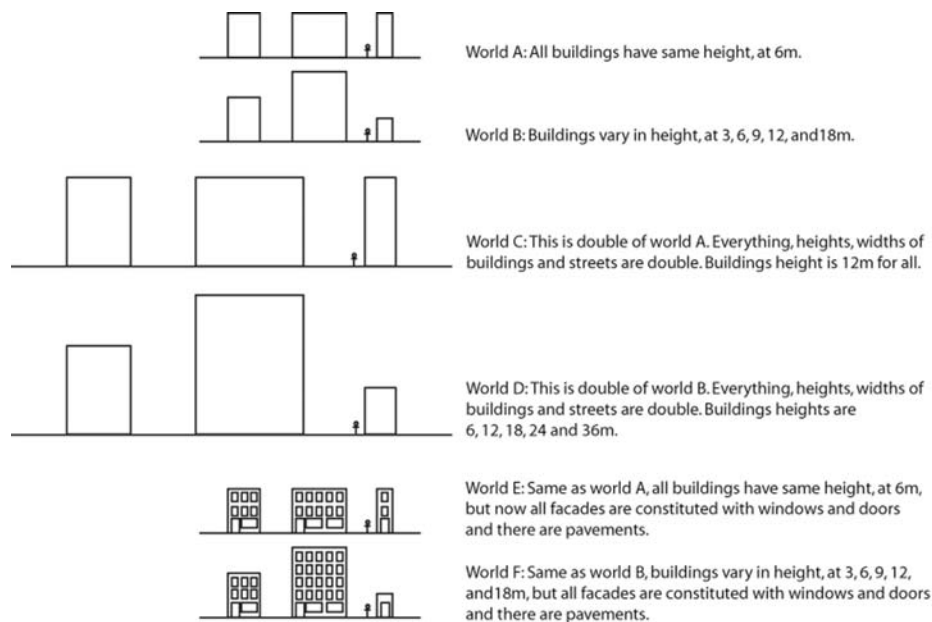 World A: All buildings have same height, at 6m.
World B: Buildings vary in height, at 3, 6, 9, 12, and18m.
World C: This is double of world A. Everything, heights, widths of
buildings and streets are double. Buildings height is 12m for all.
World D: This is double of world B. Everything, heights, widths of
buildings and streets are double. Buildings heights are
6, 12, 18, 24 and 36m.
World E: Same as world A, all buildings have same height, at 6m,
but now all facades are constituted with windows and doors
and there are pavements.
World F: Same as world B, buildings vary in height, at 3, 6, 9, 12,
and18m, but all facades are constituted with windows and doors
and there are pavements.